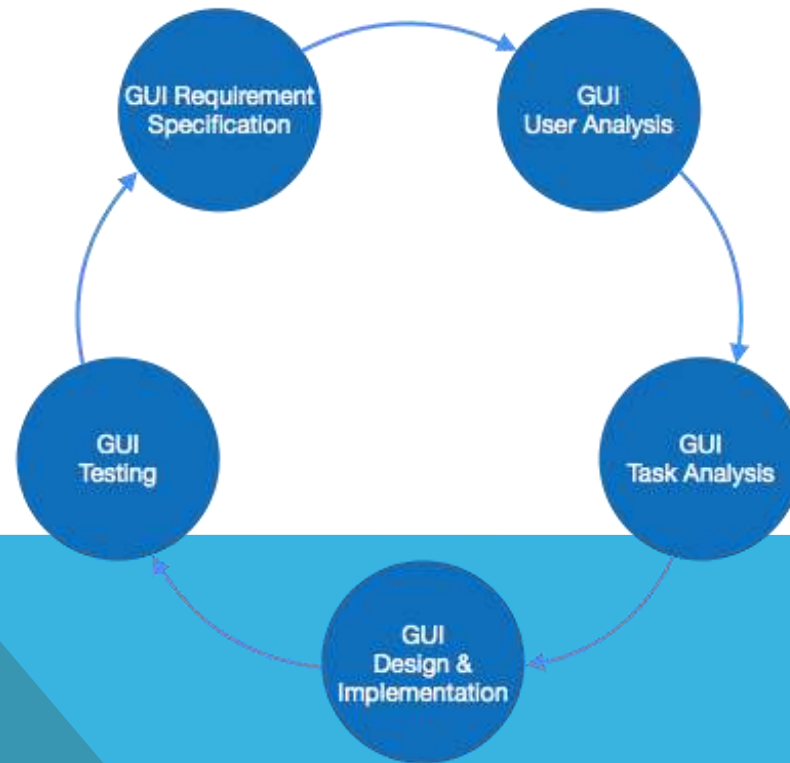 GUI Requirement
Specification
GUI
User Analysis
GUI
Task Analysis
GUI
Design &
Implementation
GUI
Testing